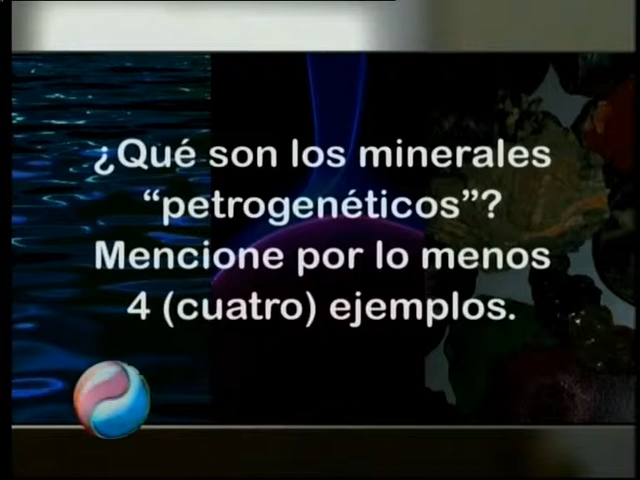 ¿Qué son los minerales
“petrogenéticos”?
Mencione por lo menos
4 (cuatro) ejemplos.